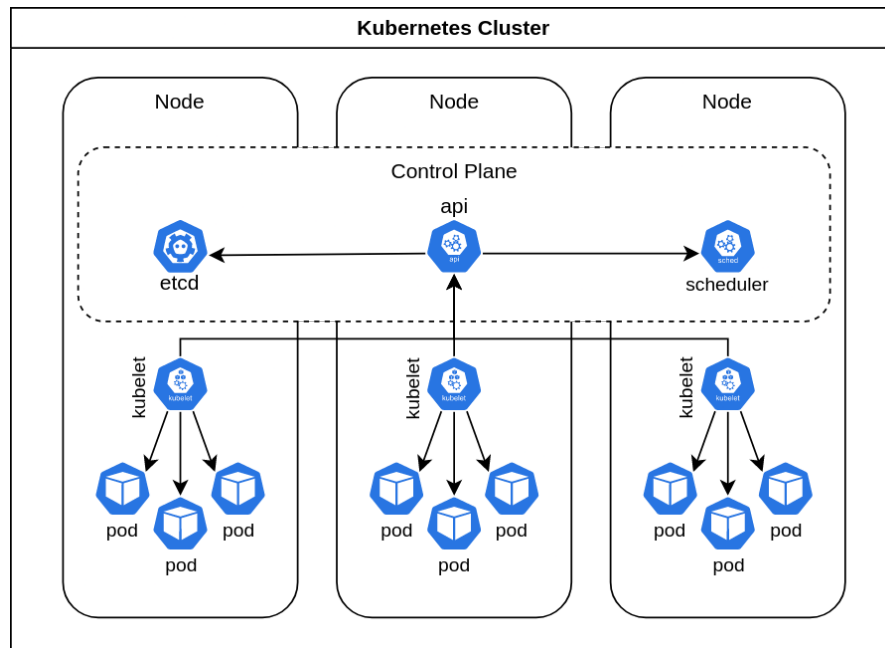 Kubernetes Cluster
Node
Node
Node
Control Plane
api
api
sched
etcd
scheduler
kubelet
kubelet
kubelet
kubelet
kubelet
kubelet
pod
pod
pod
pod
pod
pod
pod
pod
pod